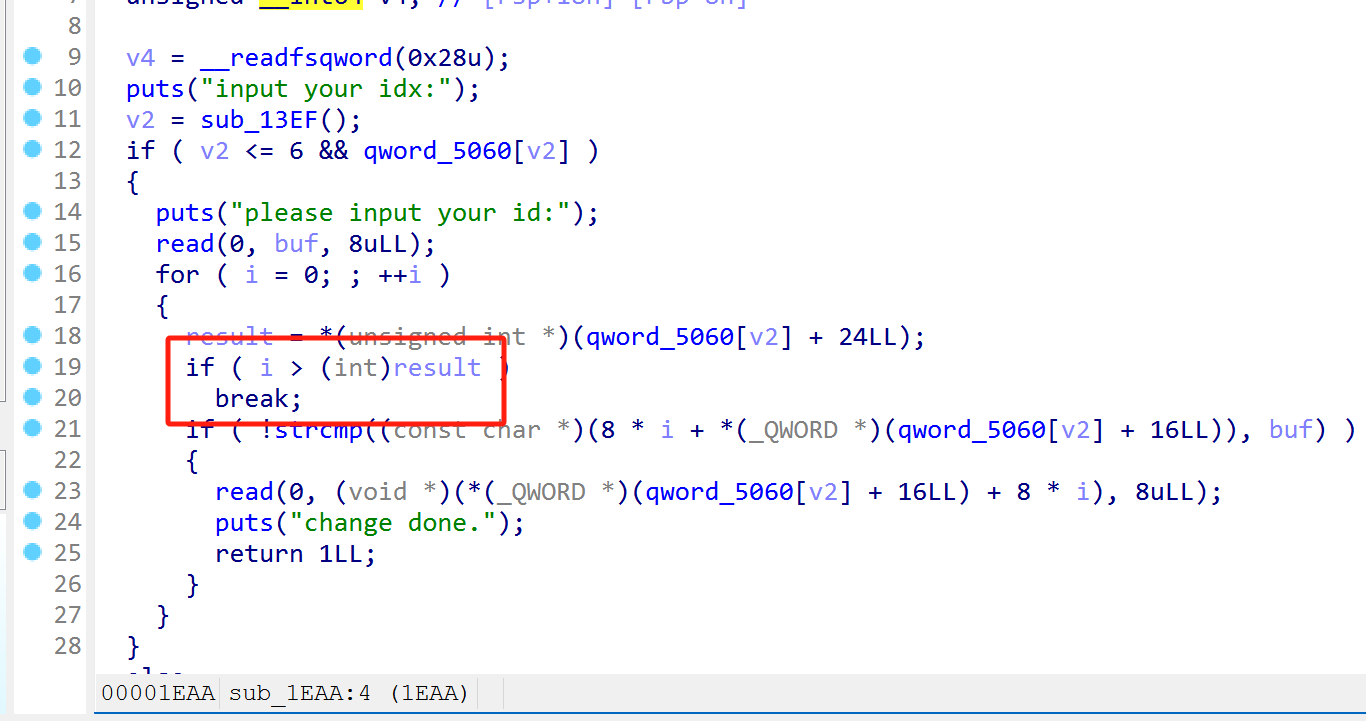 8
9 v4 = __readfsqword(0x28u);
10 puts("input your idx:");
11 v2 = sub_13EF();
12 if ( v2 <= 6 && qword_5060[v2] )
13 {
14 puts("please input your id:");
15 read(0, buf, 8uLL);
16 for ( i = 0; ; ++i )
17 {
18 result = *(unsigned int *)(qword_5060[v2] + 24LL);
19 if ( i > (int)result )
20 break;
21 if ( !strcmp((const char *)(8 * i + *(_QWORD *)(qword_5060[v2] + 16LL)), buf) )
22 {
23 read(0, (void *)(*(_QWORD *)(qword_5060[v2] + 16LL) + 8 * i), 8uLL);
24 puts("change done.");
25 return 1LL;
26 }
27 }
28 }
00001EAA sub_1EAA:4 (1EAA)